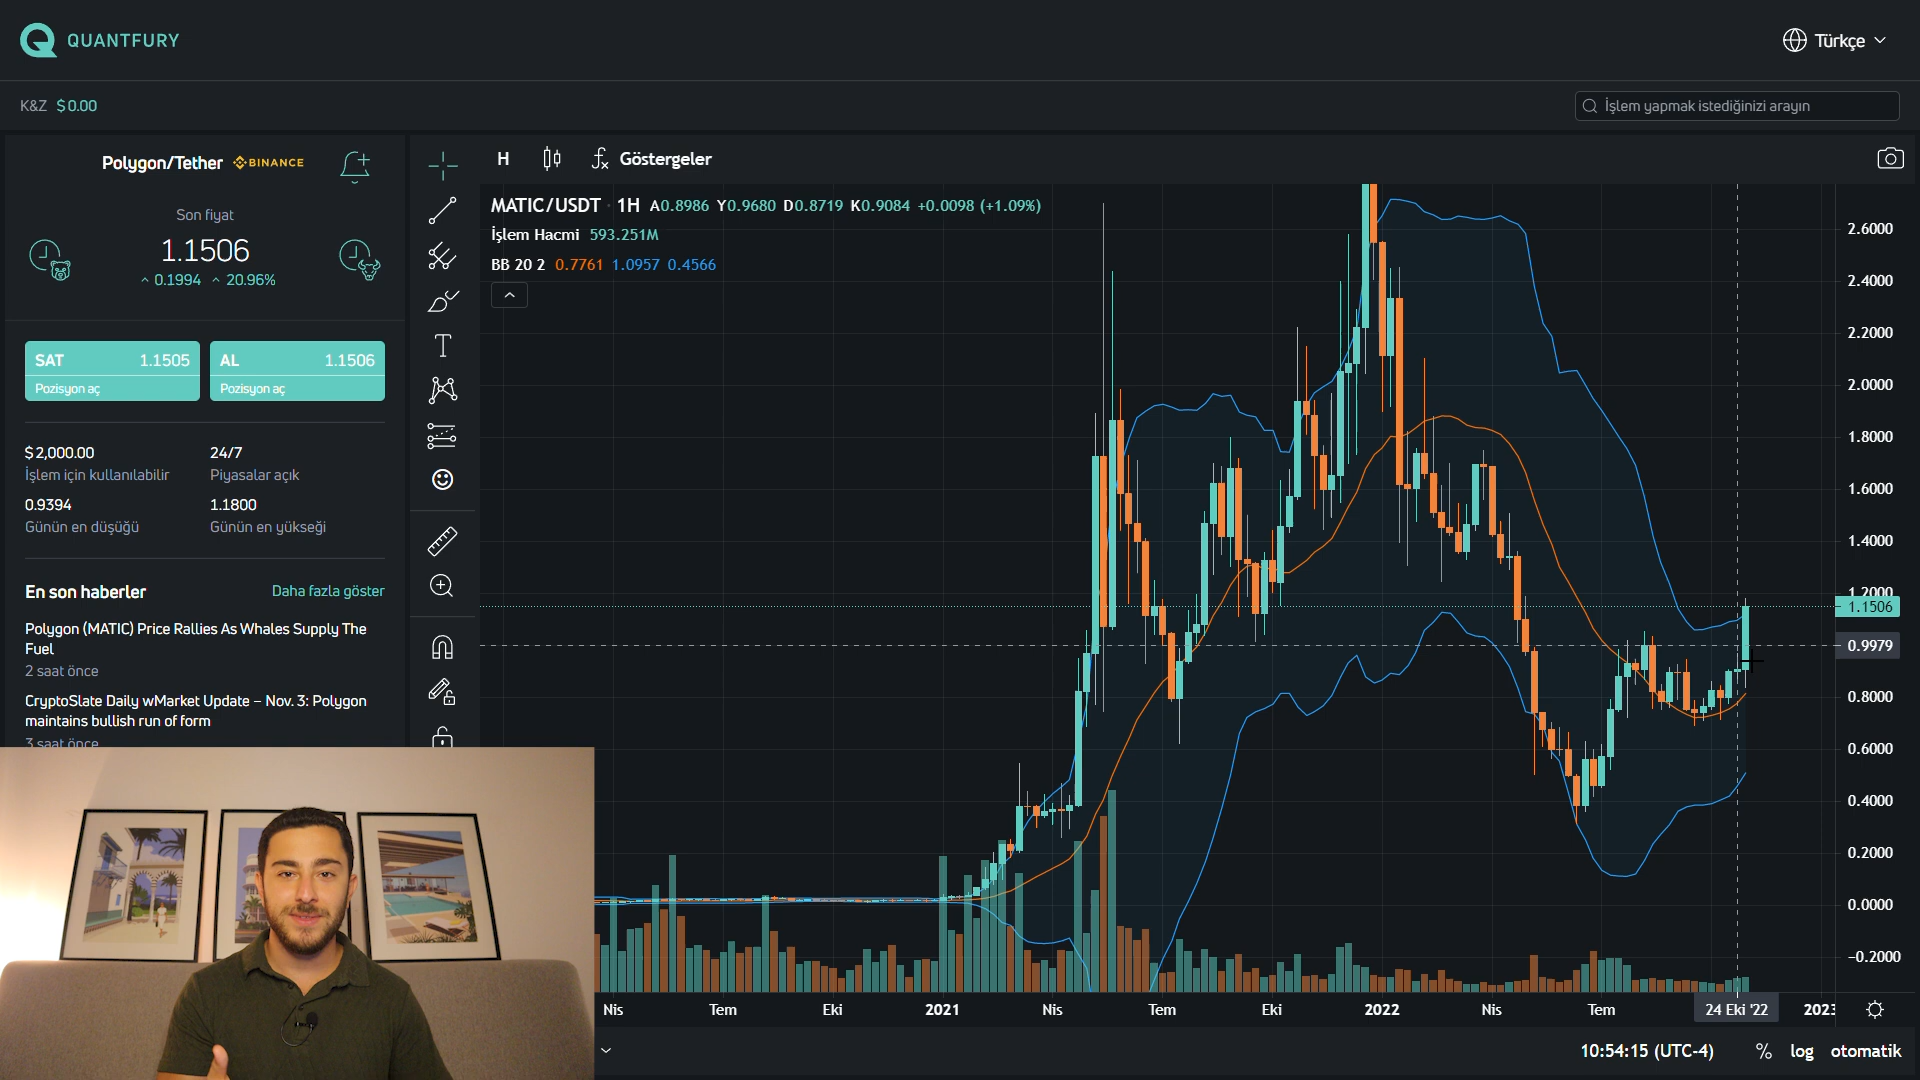 QUANTFURY
Türkçe
K&Z $0.00
İşlem yapmak istediğinizi arayın
Polygon/Tether BINANCE
Son fiyat
1.1506
0.1994 20.96%
SAT 1.1505
Pozisyon aç
AL 1.1506
Pozisyon aç
$2,000.00
İşlem için kullanılabilir
24/7
Piyasalar açık
0.9394
Günün en düşüğü
1.1800
Günün en yükseği
En son haberler Daha fazla göster
Polygon (MATIC) Price Rallies As Whales Supply The
Fuel
2 saat önce
CryptoSlate Daily wMarket Update – Nov. 3: Polygon
maintains bullish run of form
3 saat önce
H Göstergeler
MATIC/USDT · 1H A0.8986 Y0.9680 D0.8719 K0.9084 +0.0098 (+1.09%)
İşlem Hacmi 593.251M
BB 20 2 0.7761 1.0957 0.4566
2.6000
2.4000
2.2000
2.0000
1.8000
1.6000
1.4000
1.2000
1.1506
0.9979
0.8000
0.6000
0.4000
0.2000
0.0000
-0.2000
Nis Tem Eki 2021 Nis Tem Eki 2022 Nis Tem 24 Eki '22 2023
10:54:15 (UTC-4) % log otomatik